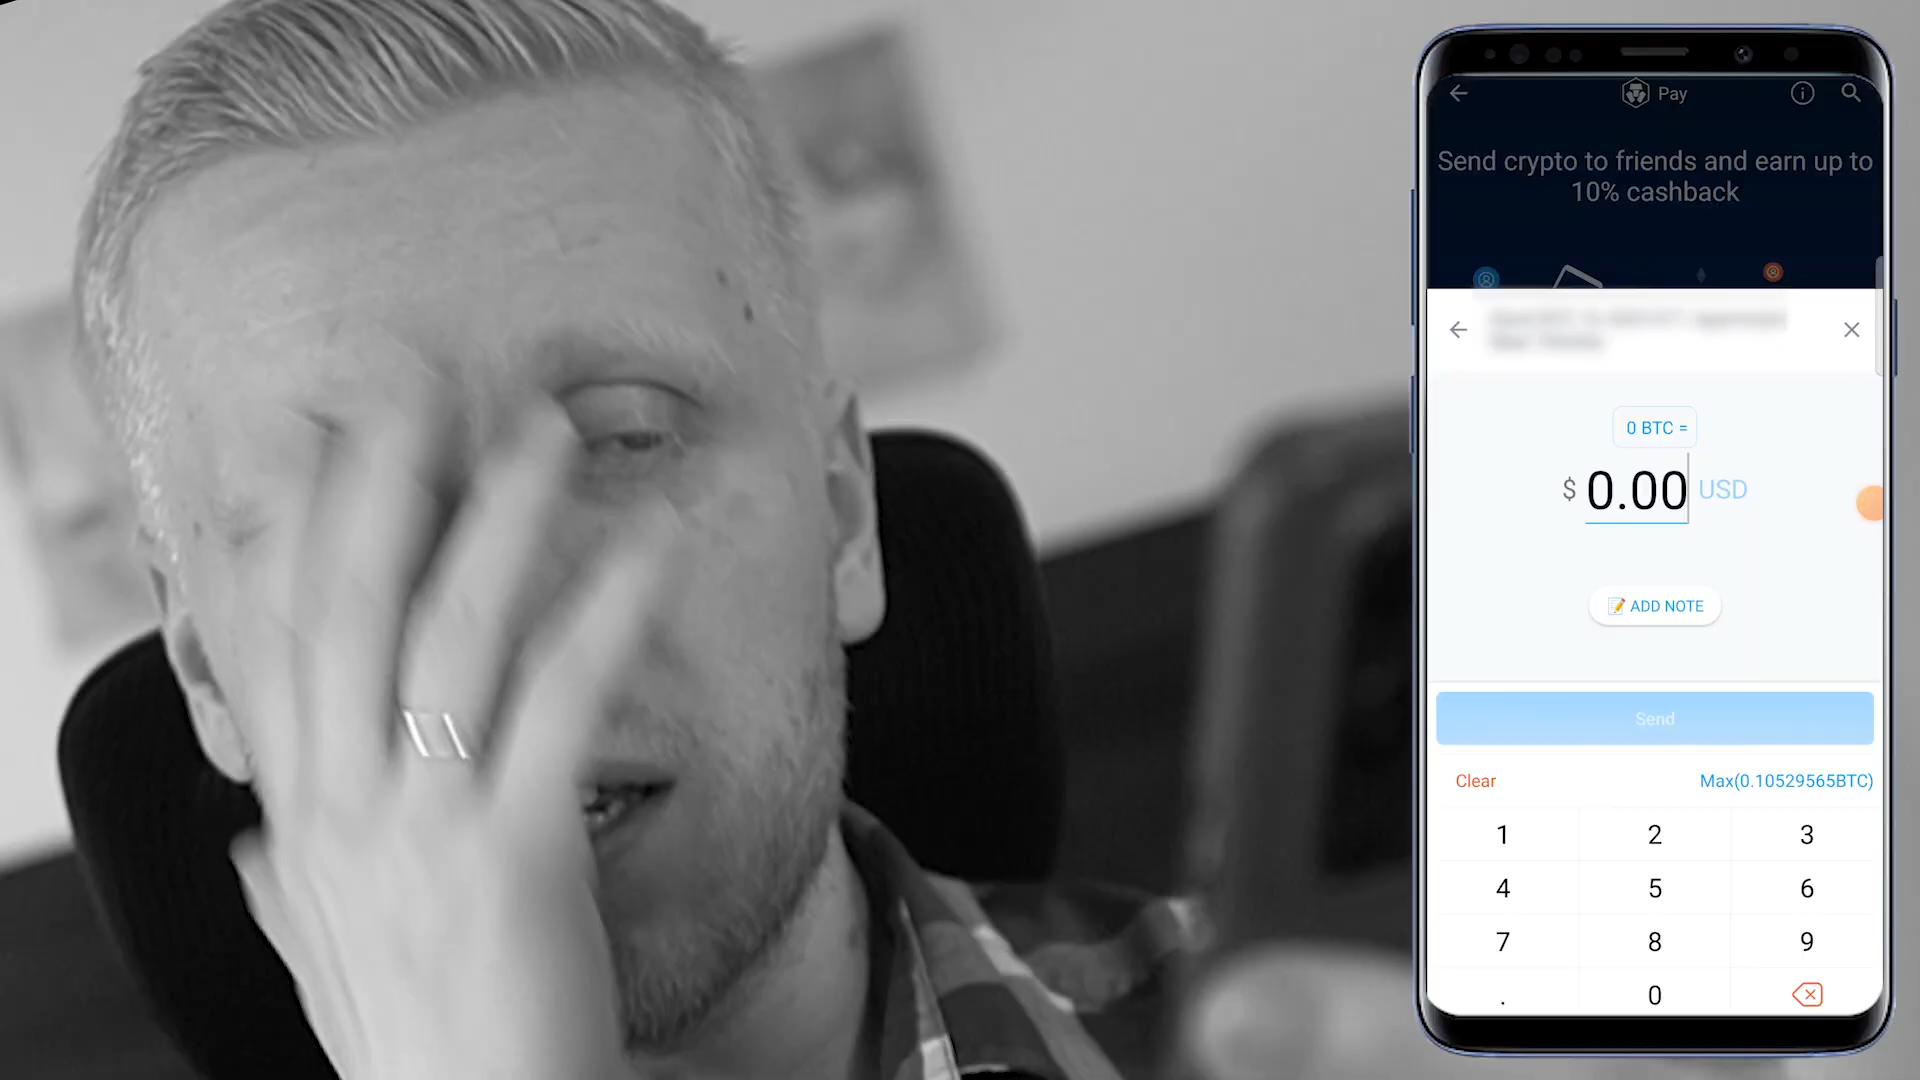 Pay
Send crypto to friends and earn up to
10% cashback
0 BTC =
$ 0.00 USD
ADD NOTE
Send
Clear
Max(0.10529565BTC)
1 2 3
4 5 6
7 8 9
. 0